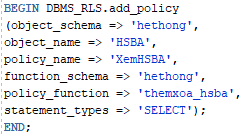 BEGIN DBMS_RLS.add_policy
(object_schema => 'hethong',
object_name => 'HSBA',
policy_name => 'XemHSBA',
function_schema => 'hethong',
policy_function => 'themxoa_hsba',
statement_types => 'SELECT');
END;